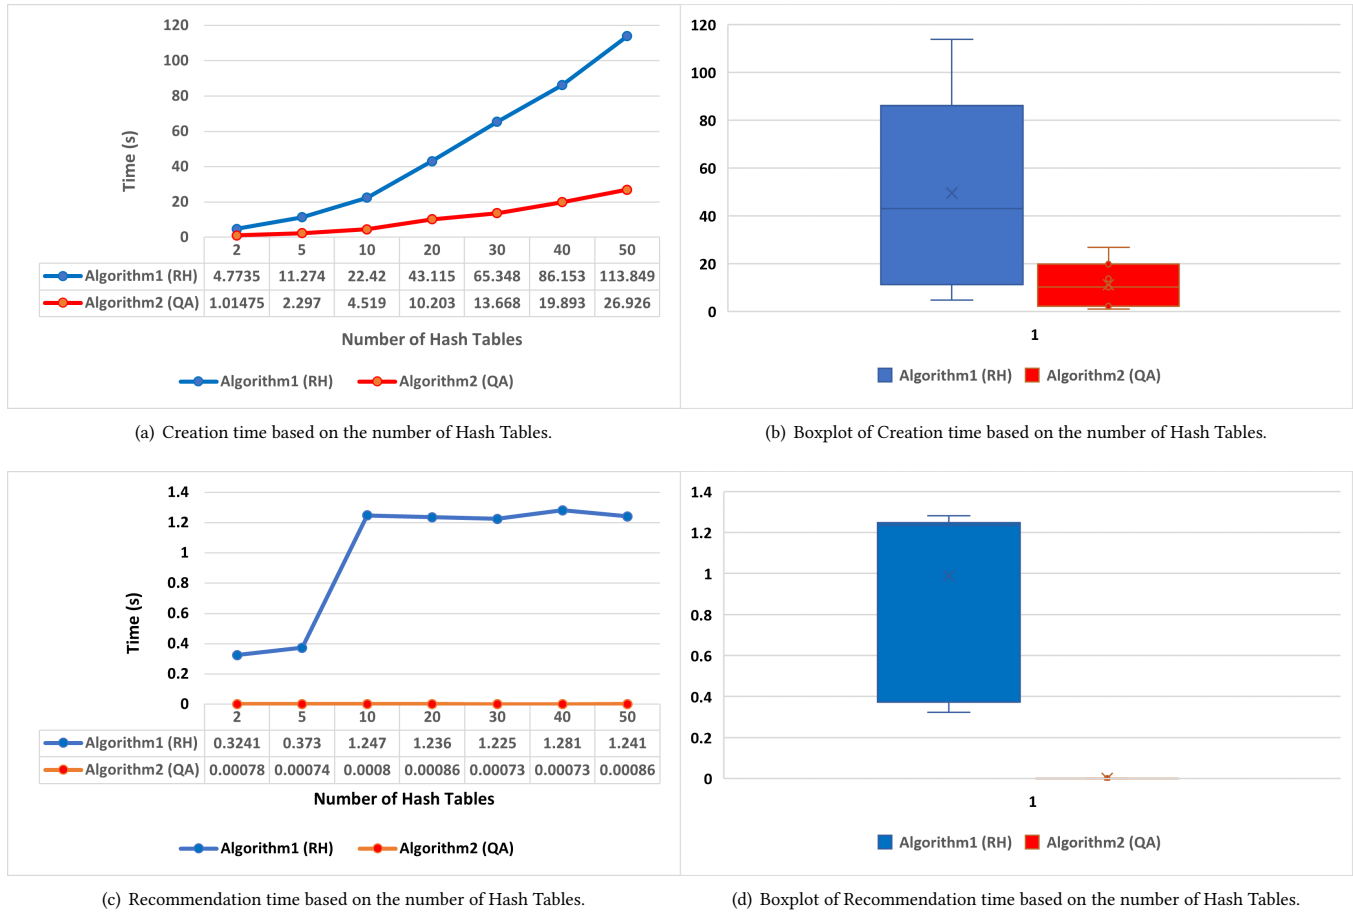 120
100
80
60
40
20
0
Time (s)
2 5 10 20 30 40 50
Algorithm1 (RH) 4.7735 11.274 22.42 43.115 65.348 86.153 113.849
Algorithm2 (QA) 1.01475 2.297 4.519 10.203 13.668 19.893 26.926
Number of Hash Tables
Algorithm1 (RH) Algorithm2 (QA)
(a) Creation time based on the number of Hash Tables.
120
100
80
60
40
20
0
1
Algorithm1 (RH) Algorithm2 (QA)
(b) Boxplot of Creation time based on the number of Hash Tables.
1.4
1.2
1
0.8
0.6
0.4
0.2
0
Time (s)
2 5 10 20 30 40 50
Algorithm1 (RH) 0.3241 0.373 1.247 1.236 1.225 1.281 1.241
Algorithm2 (QA) 0.00078 0.00074 0.0008 0.00086 0.00073 0.00073 0.00086
Number of Hash Tables
Algorithm1 (RH) Algorithm2 (QA)
(c) Recommendation time based on the number of Hash Tables.
1.4
1.2
1
0.8
0.6
0.4
0.2
0
1
Algorithm1 (RH) Algorithm2 (QA)
(d) Boxplot of Recommendation time based on the number of Hash Tables.